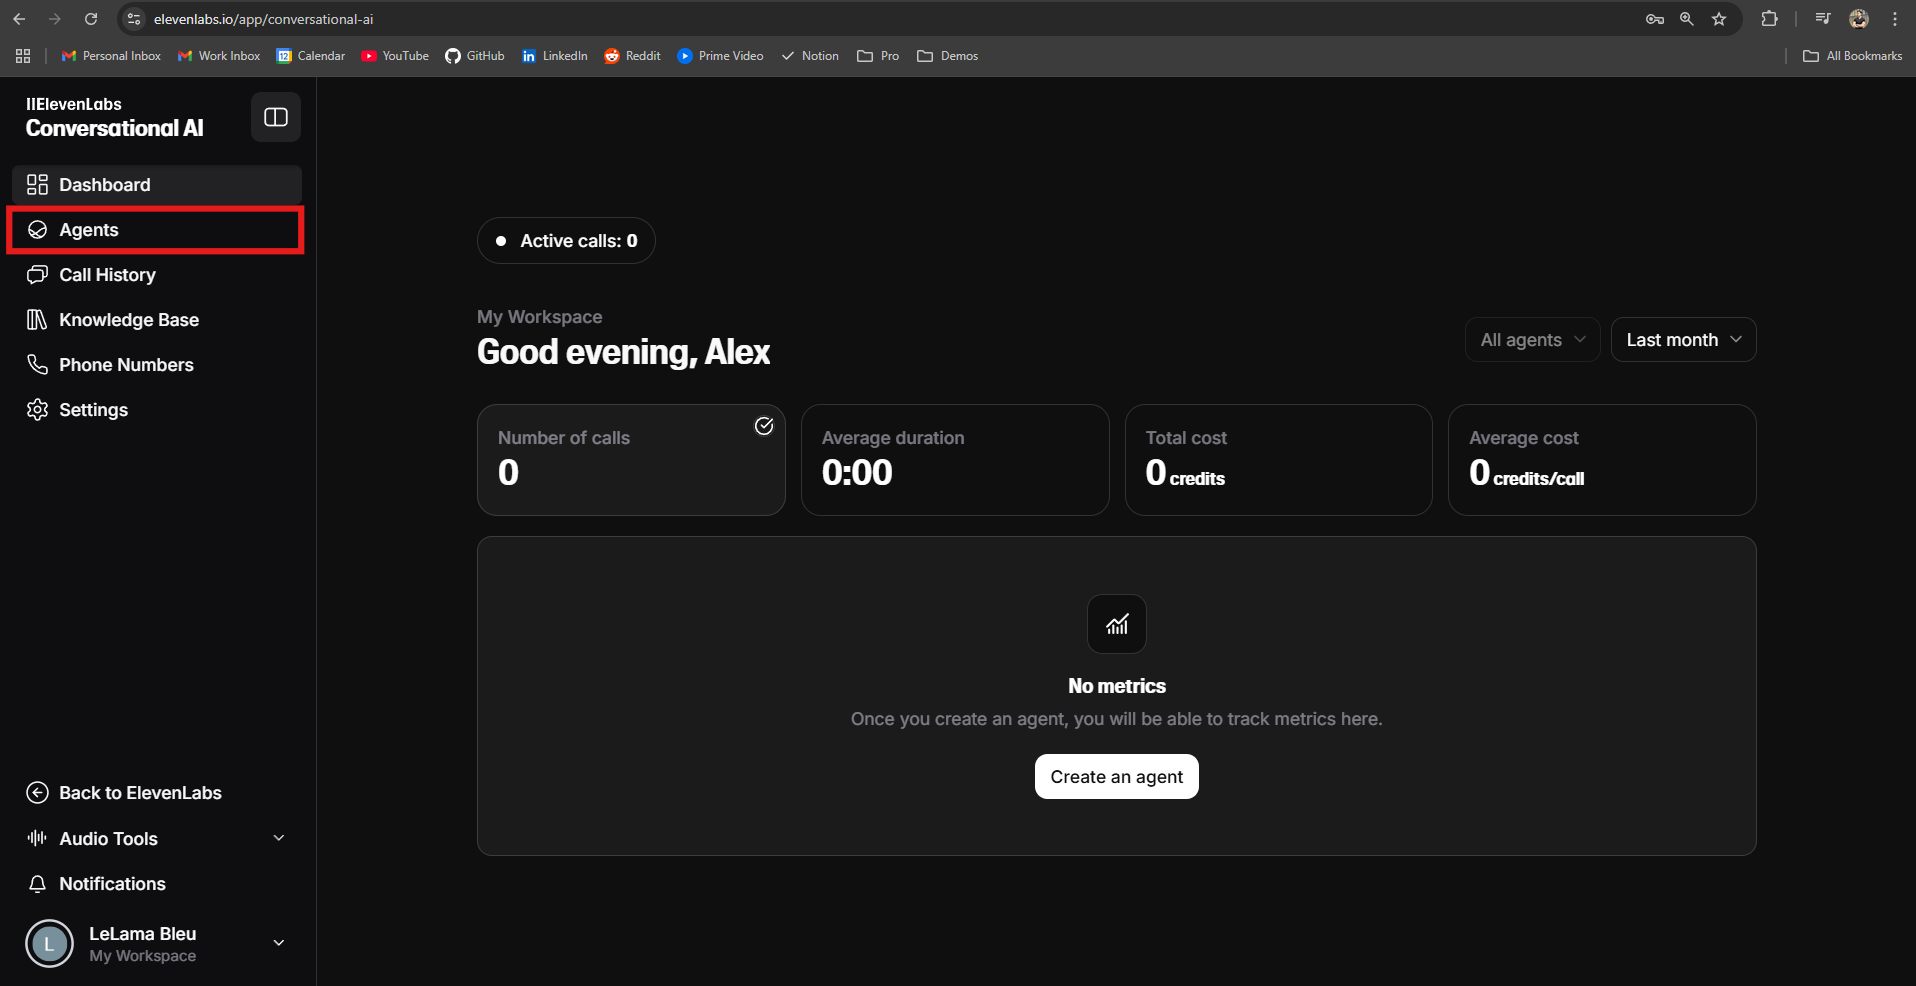 elevenlabs.io/app/conversational-ai
Personal Inbox
Work Inbox
12
Calendar
YouTube
GitHub
in
LinkedIn
Reddit
Prime Video
Notion
Pro
Demos
All Bookmarks
IIElevenLabs
Conversational AI
Dashboard
Agents
Call History
Knowledge Base
Phone Numbers
Settings
Back to ElevenLabs
Audio Tools
Notifications
L
LeLama Bleu
My Workspace
Active calls: 0
My Workspace
Good evening, Alex
All agents
Last month
Number of calls
0
Average duration
0:00
Total cost
0 credits
Average cost
0 credits/call
No metrics
Once you create an agent, you will be able to track metrics here.
Create an agent